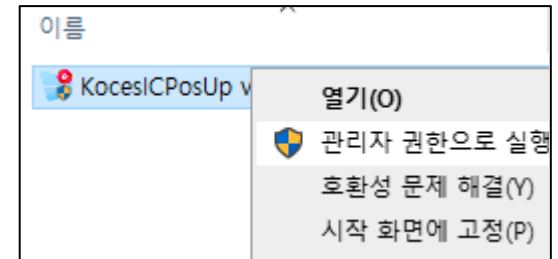 이름
KocesICPosUp v
열기(O)
관리자 권한으로 실행
호환성 문제 해결(Y)
시작 화면에 고정(P)